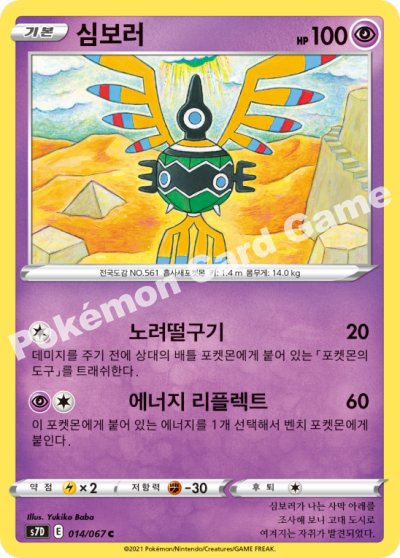 기본 심보러 HP 100
전국도감 NO.561 흡사새포켓몬 키: 1.4 m 몸무게: 14.0 kg
Pokémon Card Game
노려떨구기 20
데미지를 주기 전에 상대의 배틀 포켓몬에게 붙어 있는 「포켓몬의
도구」를 트래쉬한다.
에너지 리플렉트 60
이 포켓몬에게 붙어 있는 에너지를 1개 선택해서 벤치 포켓몬에게
붙인다.
약점 ×2 저항력 -30 후퇴
Illus. Yukiko Baba
s7D E 014/067 C
심보러가 나는 사막 아래를
조사해 보니 고대 도시로
여겨지는 자취가 발견되었다.
©2021 Pokémon/Nintendo/Creatures/GAME FREAK.